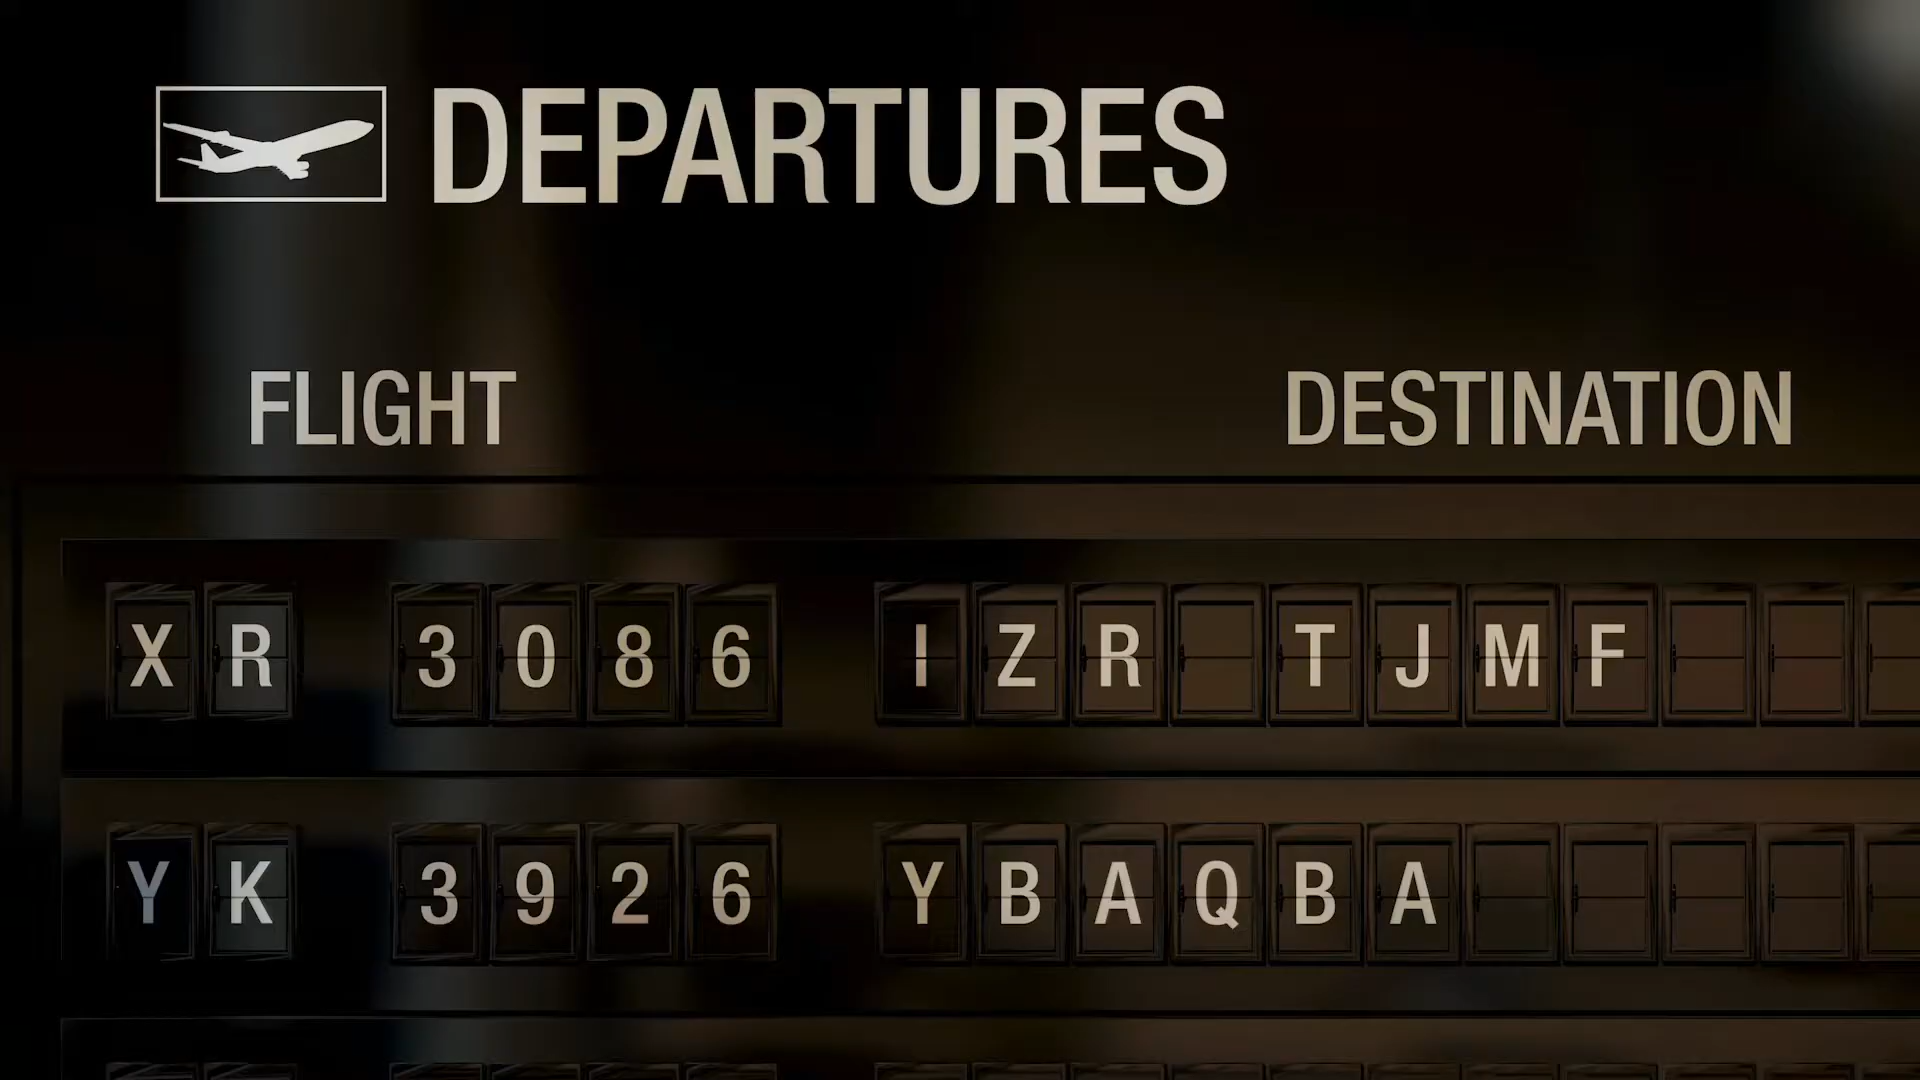 DEPARTURES
FLIGHT DESTINATION
XR 3086 IZR TJMF
YK 3926 YBAQBA